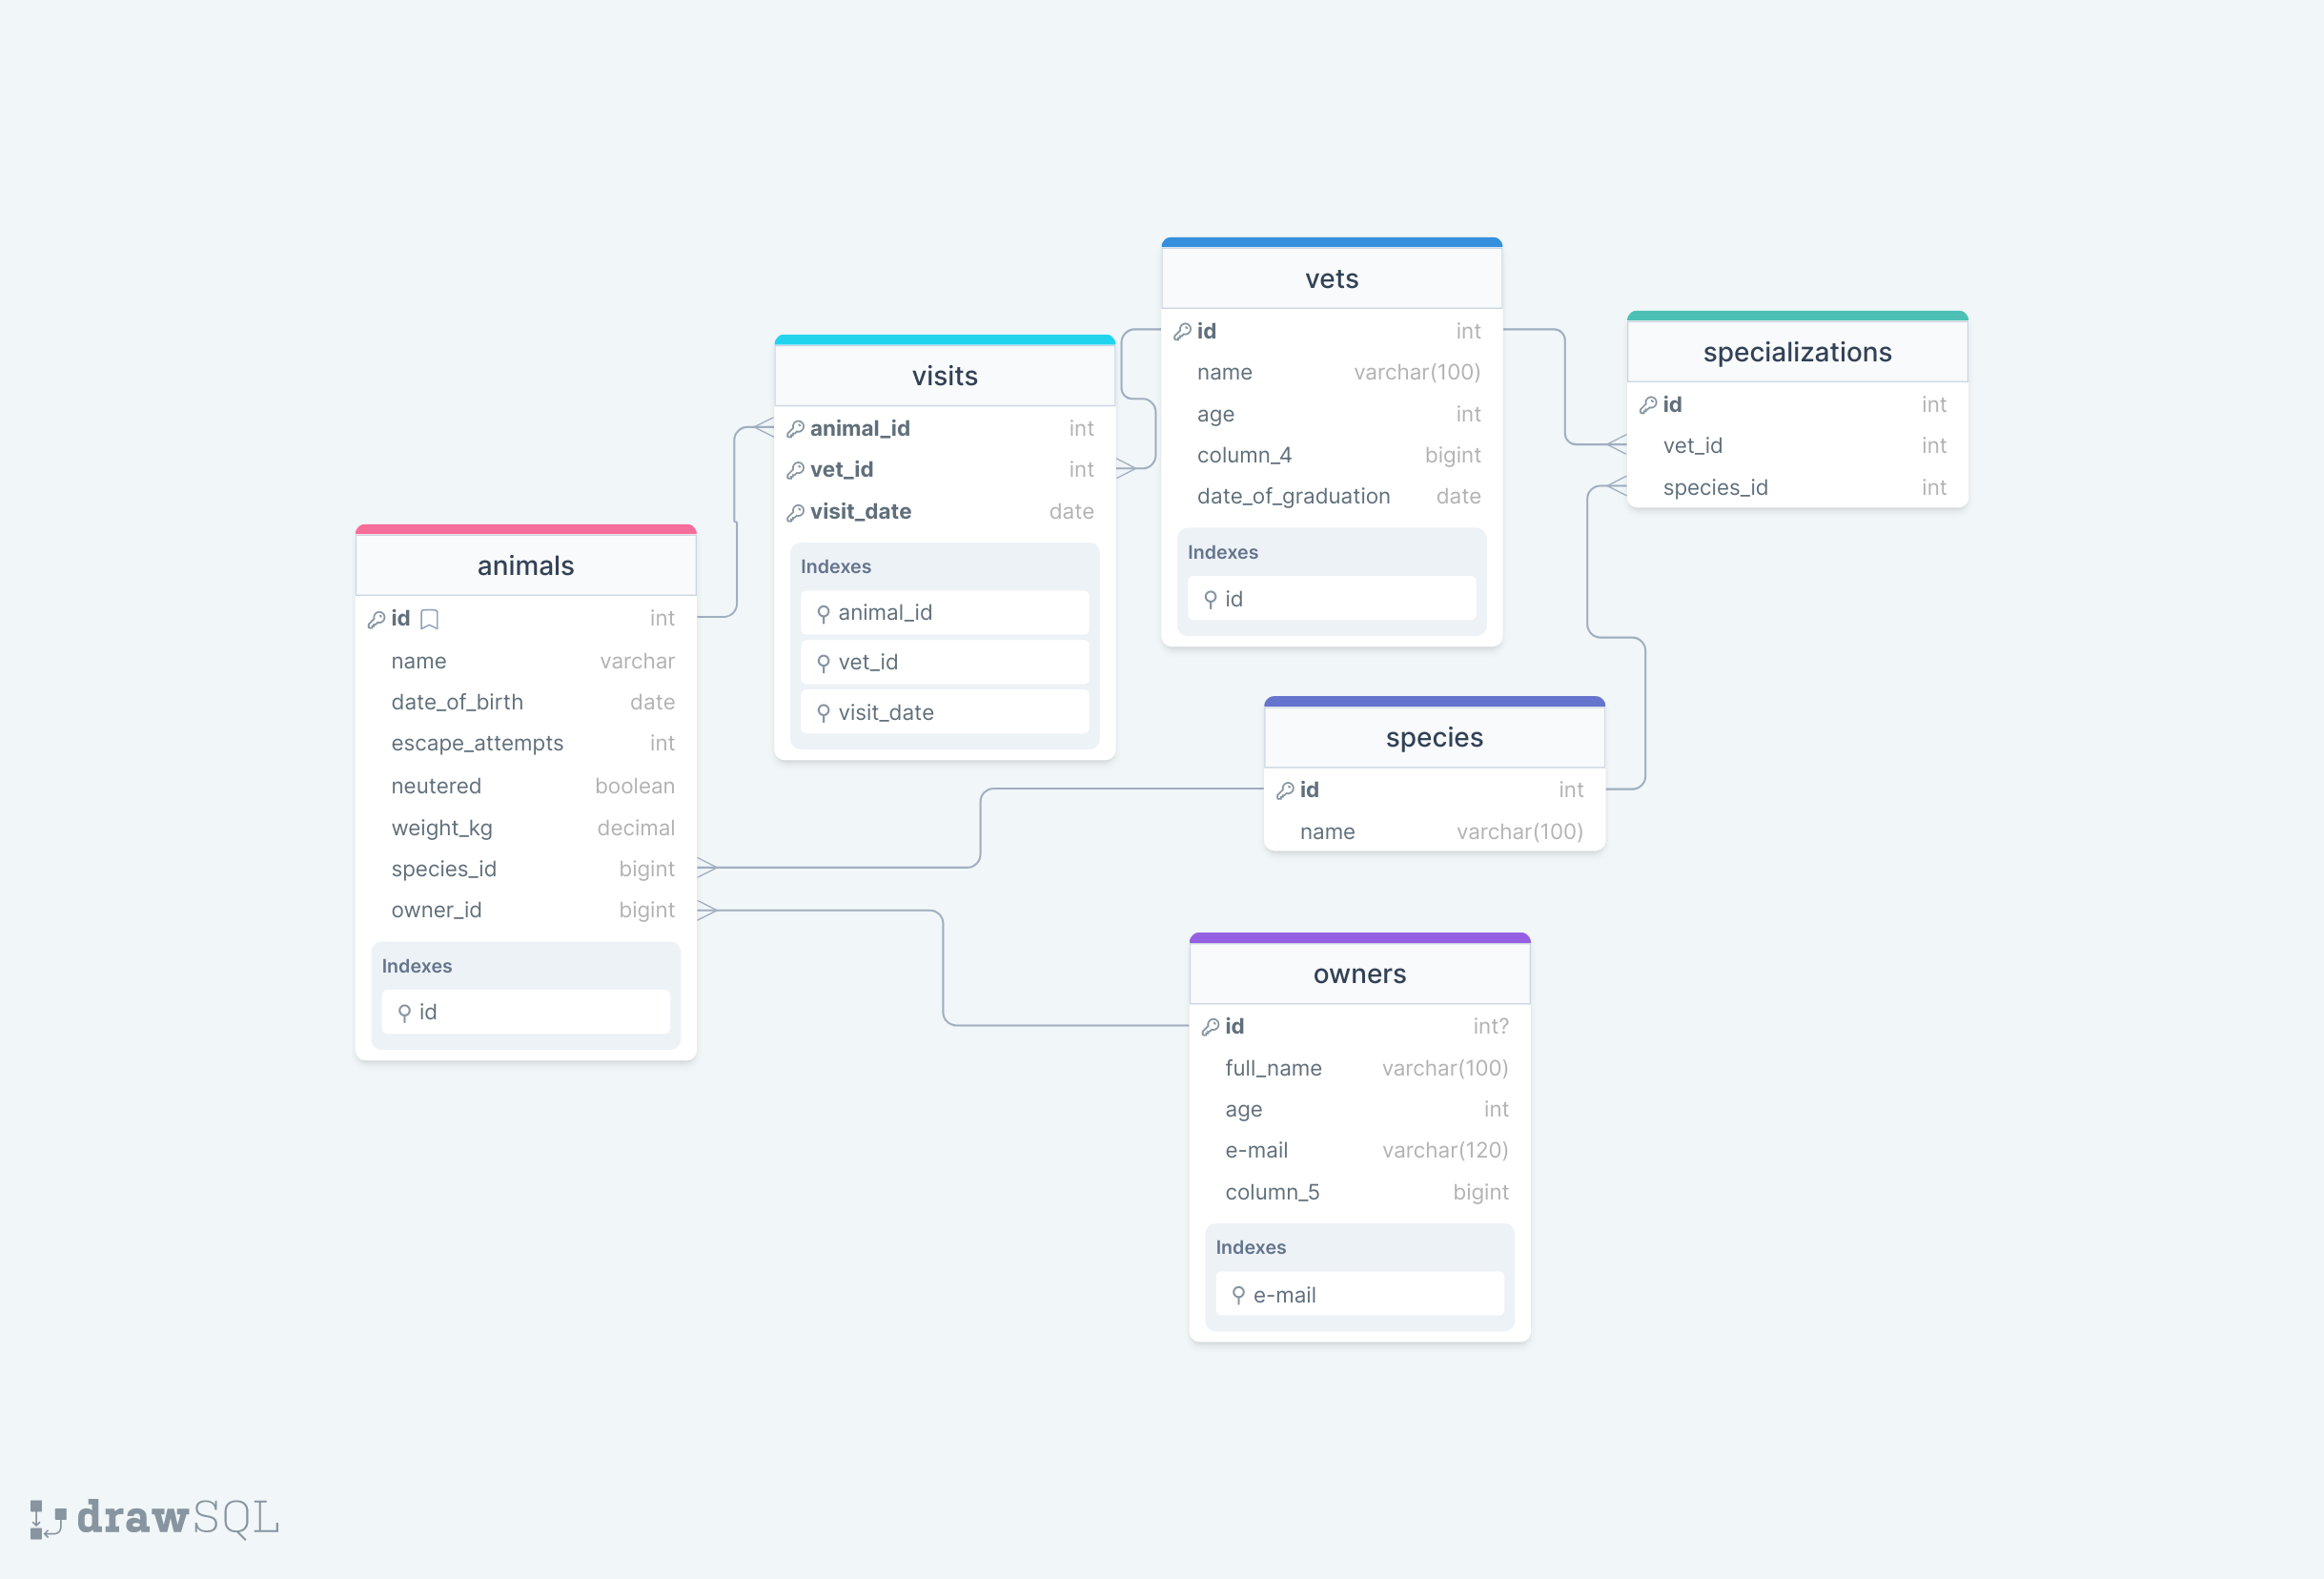 vets
id int
name varchar(100)
age int
column_4 bigint
date_of_graduation date
Indexes
id
specializations
id int
vet_id int
species_id int
visits
animal_id int
vet_id int
visit_date date
Indexes
animal_id
vet_id
visit_date
animals
id int
name varchar
date_of_birth date
escape_attempts int
neutered boolean
weight_kg decimal
species_id bigint
owner_id bigint
Indexes
id
species
id int
name varchar(100)
owners
id int?
full_name varchar(100)
age int
e-mail varchar(120)
column_5 bigint
Indexes
e-mail
drawSQL